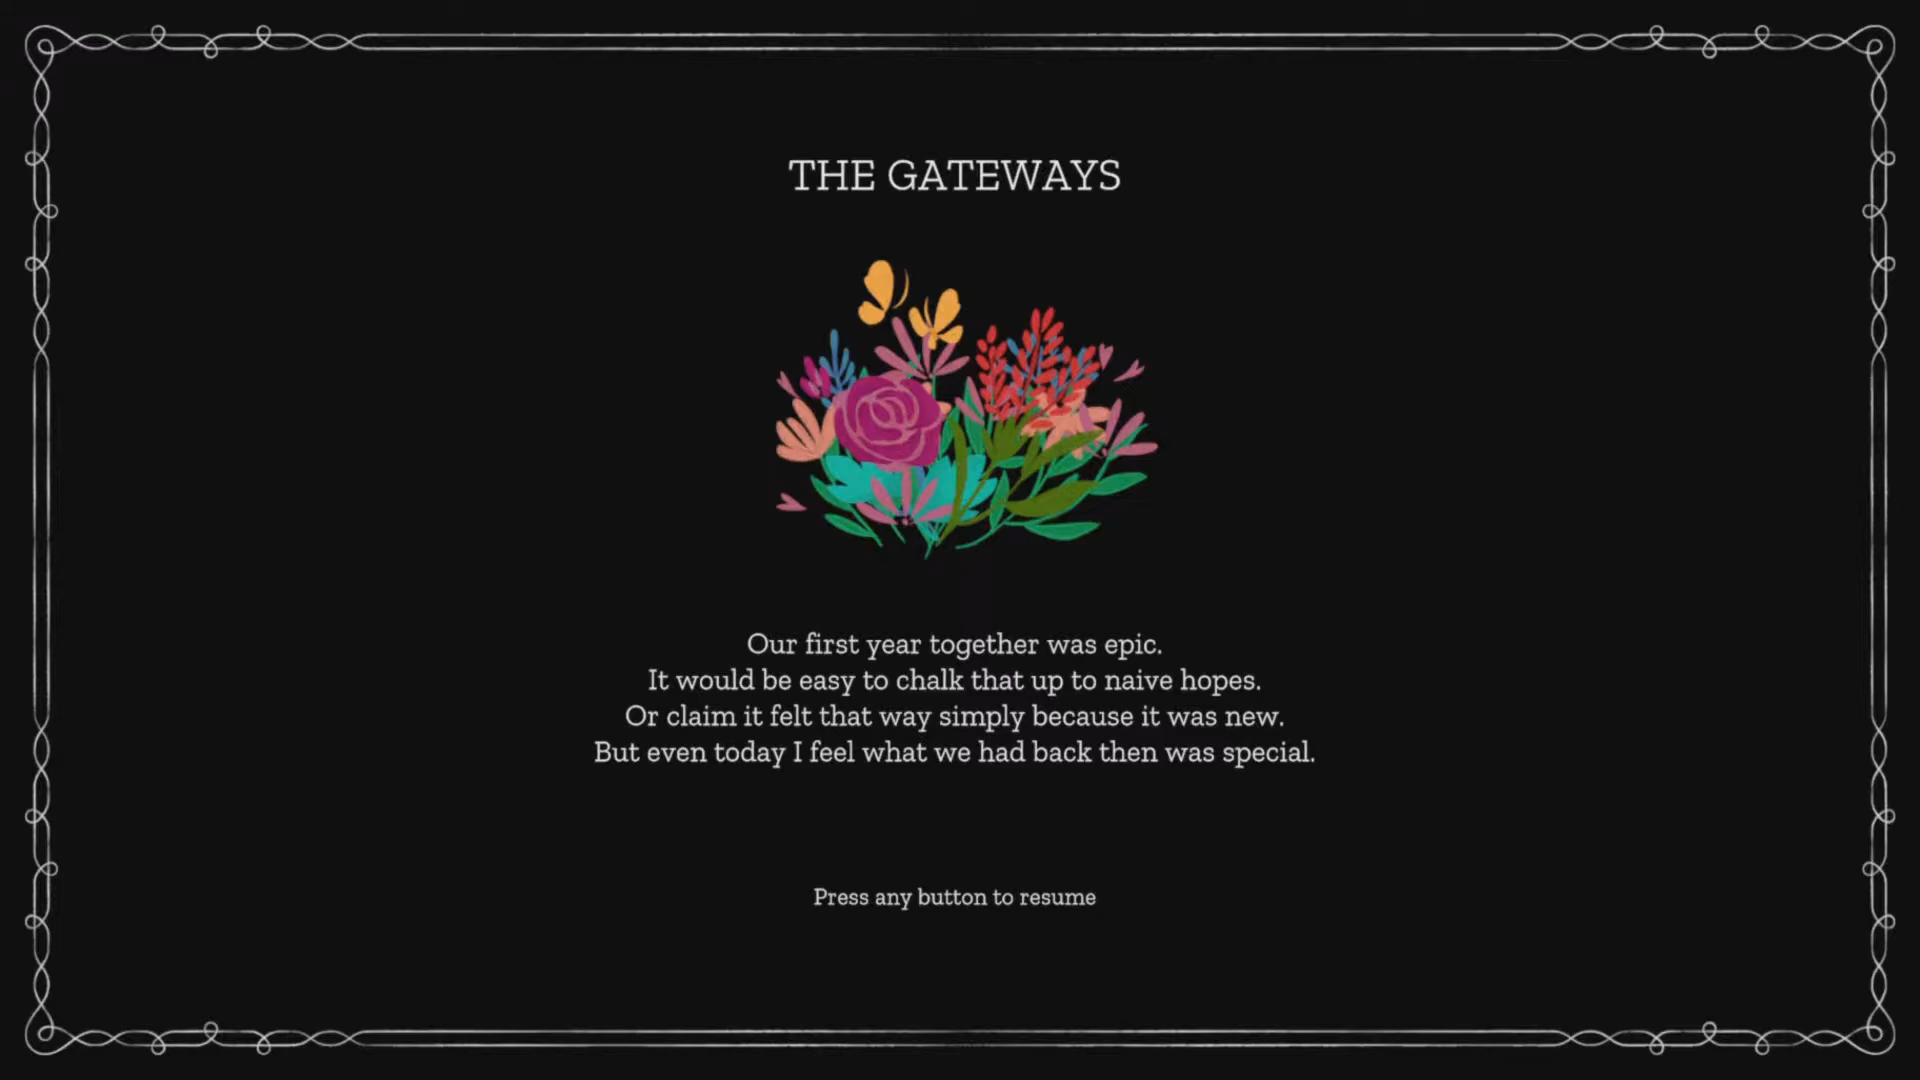 THE GATEWAYS
Our first year together was epic.
It would be easy to chalk that up to naive hopes.
Or claim it felt that way simply because it was new.
But even today I feel what we had back then was special.
Press any button to resume